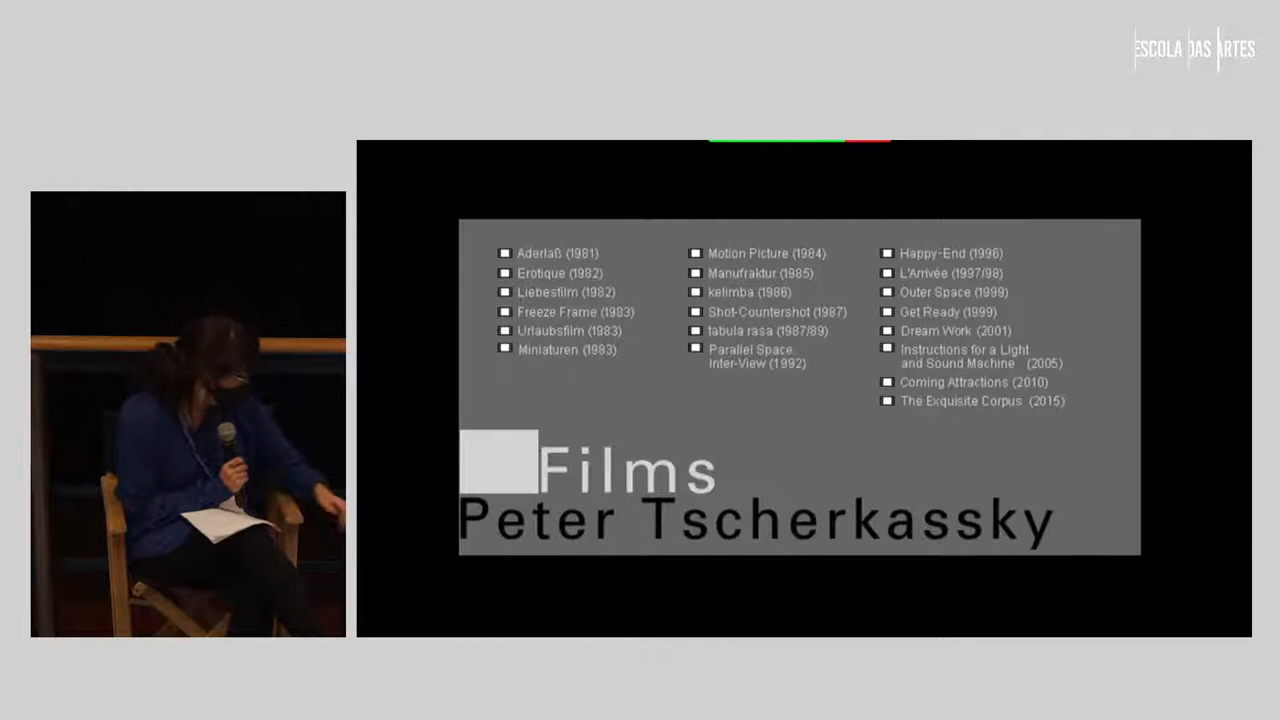 ESCOLA DAS ARTES
Aderlaß (1981)
Erotique (1982)
Liebesfilm (1982)
Freeze Frame (1983)
Urlaubsfilm (1983)
Miniaturen (1983)
Motion Picture (1984)
Manufraktur (1985)
kelimba (1986)
Shot-Countershot (1987)
tabula rasa (1987/89)
Parallel Space:
Inter-View (1992)
Happy-End (1996)
L'Arrivée (1997/98)
Outer Space (1999)
Get Ready (1999)
Dream Work (2001)
Instructions for a Light
and Sound Machine (2005)
Coming Attractions (2010)
The Exquisite Corpus (2015)
Films
Peter Tscherkassky